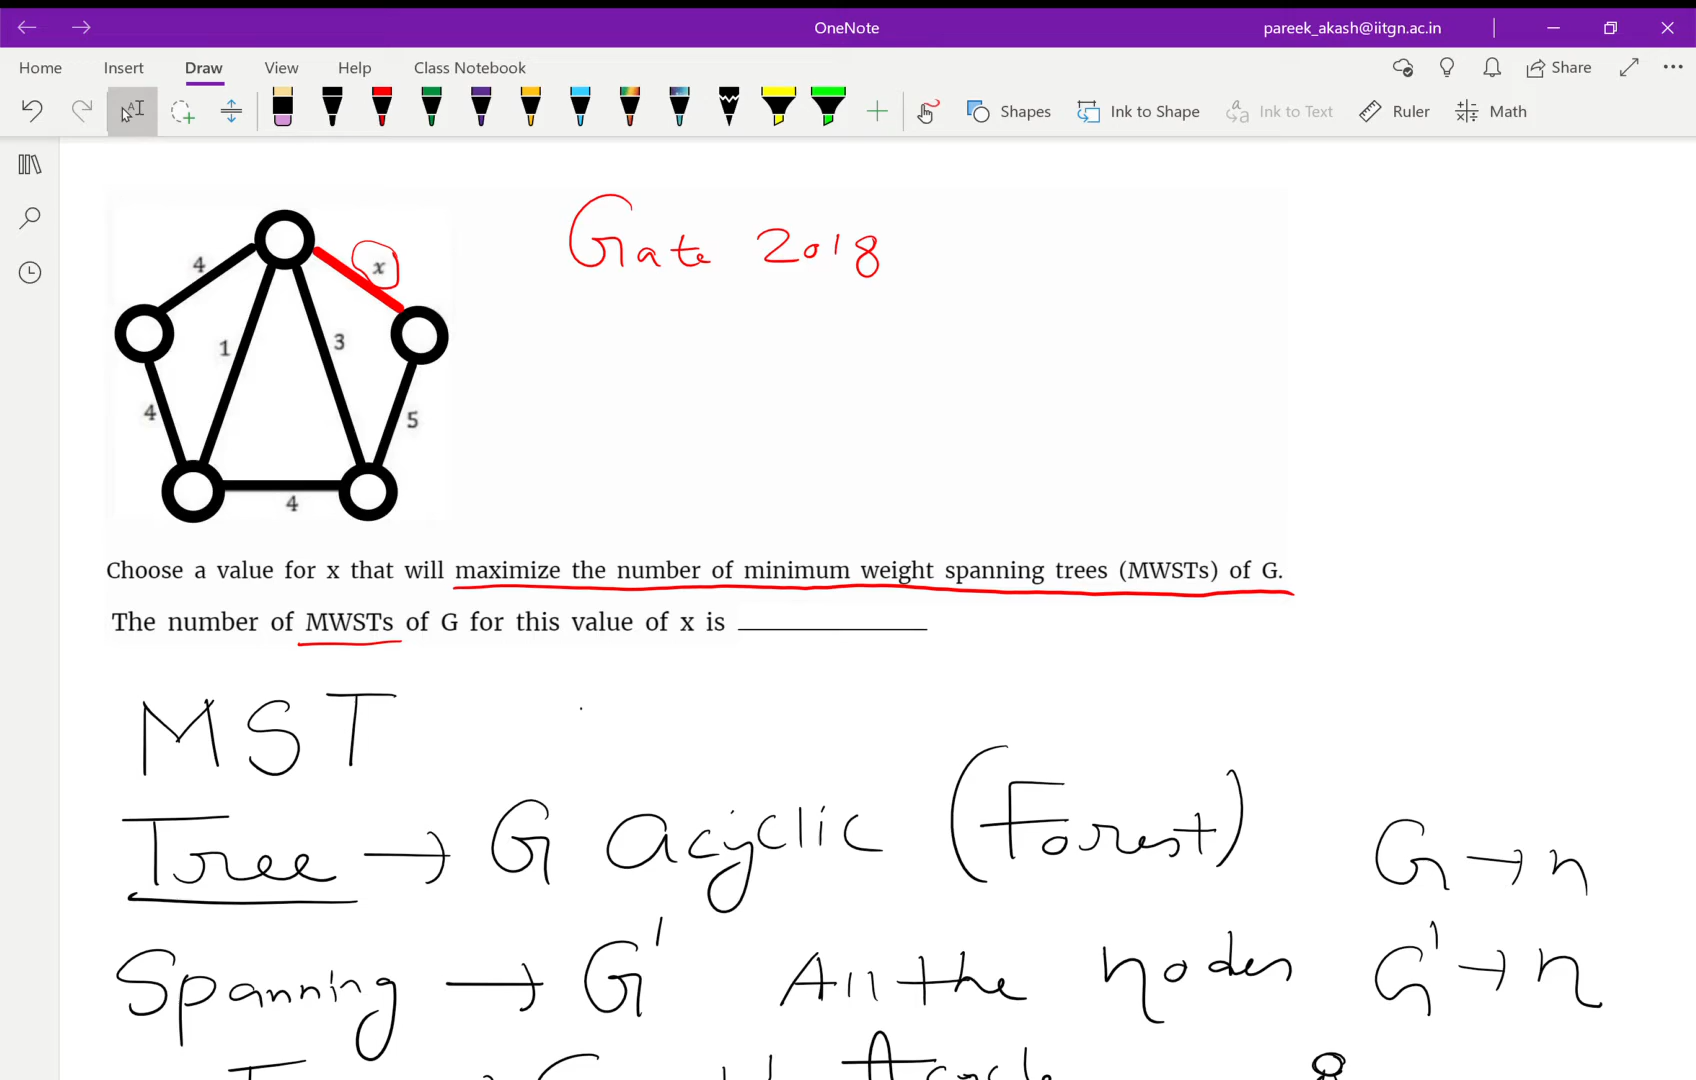 OneNote
pareek_akash@iitgn.ac.in
Home Insert Draw View Help Class Notebook
Share
Shapes Ink to Shape Ink to Text Ruler Math
Gate 2018
4 x
1 3
4 5
4
Choose a value for x that will maximize the number of minimum weight spanning trees (MWSTs) of G.
The number of MWSTs of G for this value of x is ____________
MST
Tree → G acyclic (Forest) G → n
Spanning → G' All the nodes G' → n